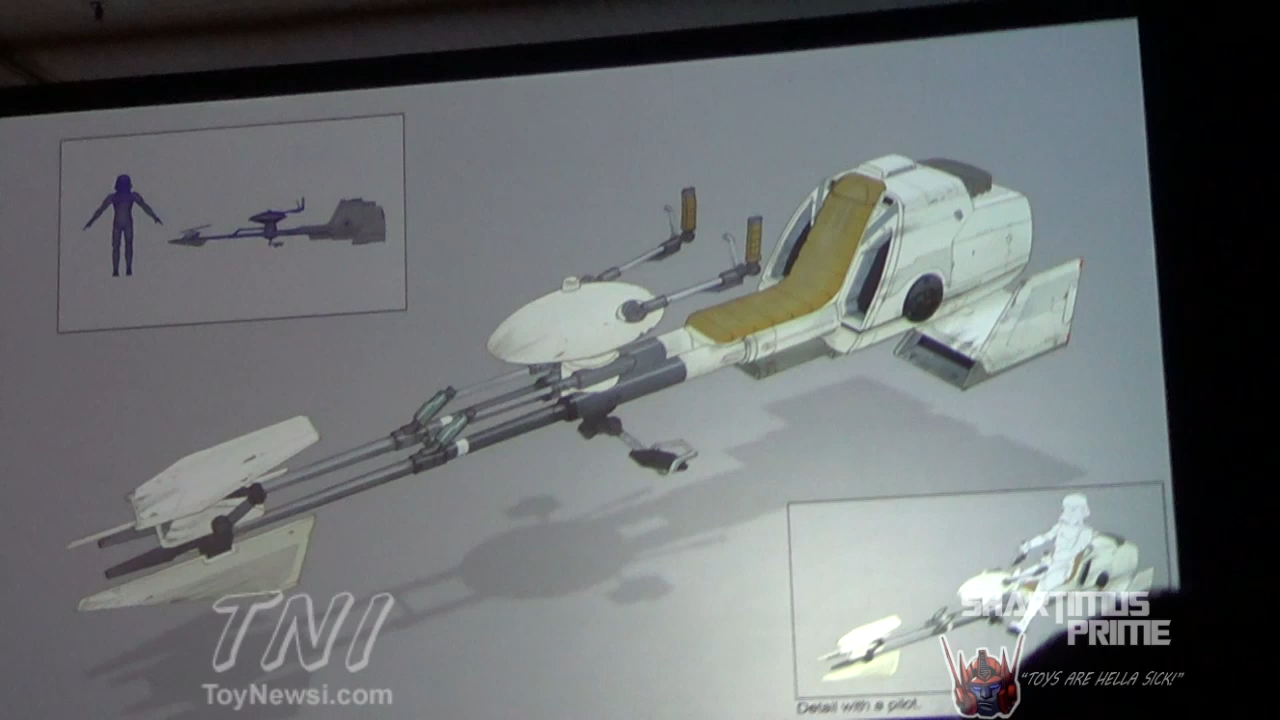 TNI
ToyNewsi.com
SHARTIMUS
PRIME
"TOYS ARE HELLA SICK!"
Detail with a pilot.